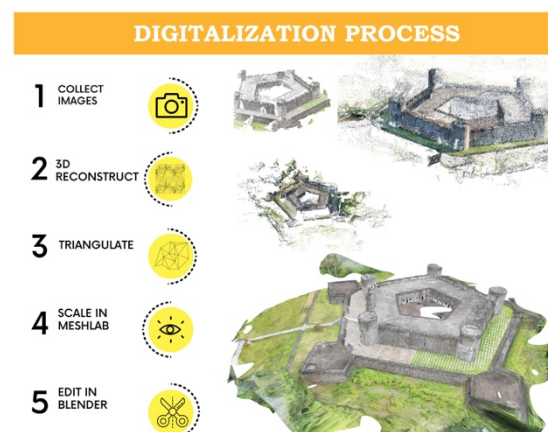 DIGITALIZATION PROCESS
1 COLLECT
IMAGES
2 3D
RECONSTRUCT
3 TRIANGULATE
4 SCALE IN
MESHLAB
5 EDIT IN
BLENDER